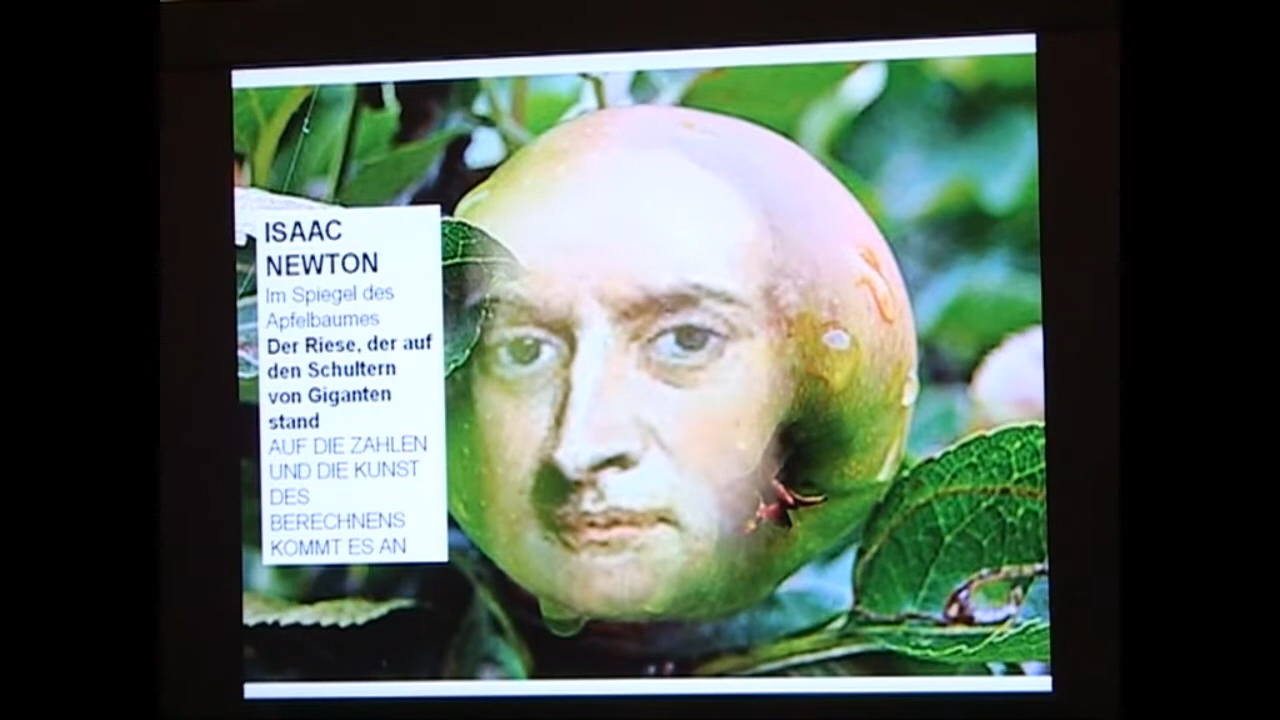 ISAAC
NEWTON
Im Spiegel des
Apfelbaumes
Der Riese, der auf
den Schultern
von Giganten
stand
AUF DIE ZAHLEN
UND DIE KUNST
DES
BERECHNENS
KOMMT ES AN